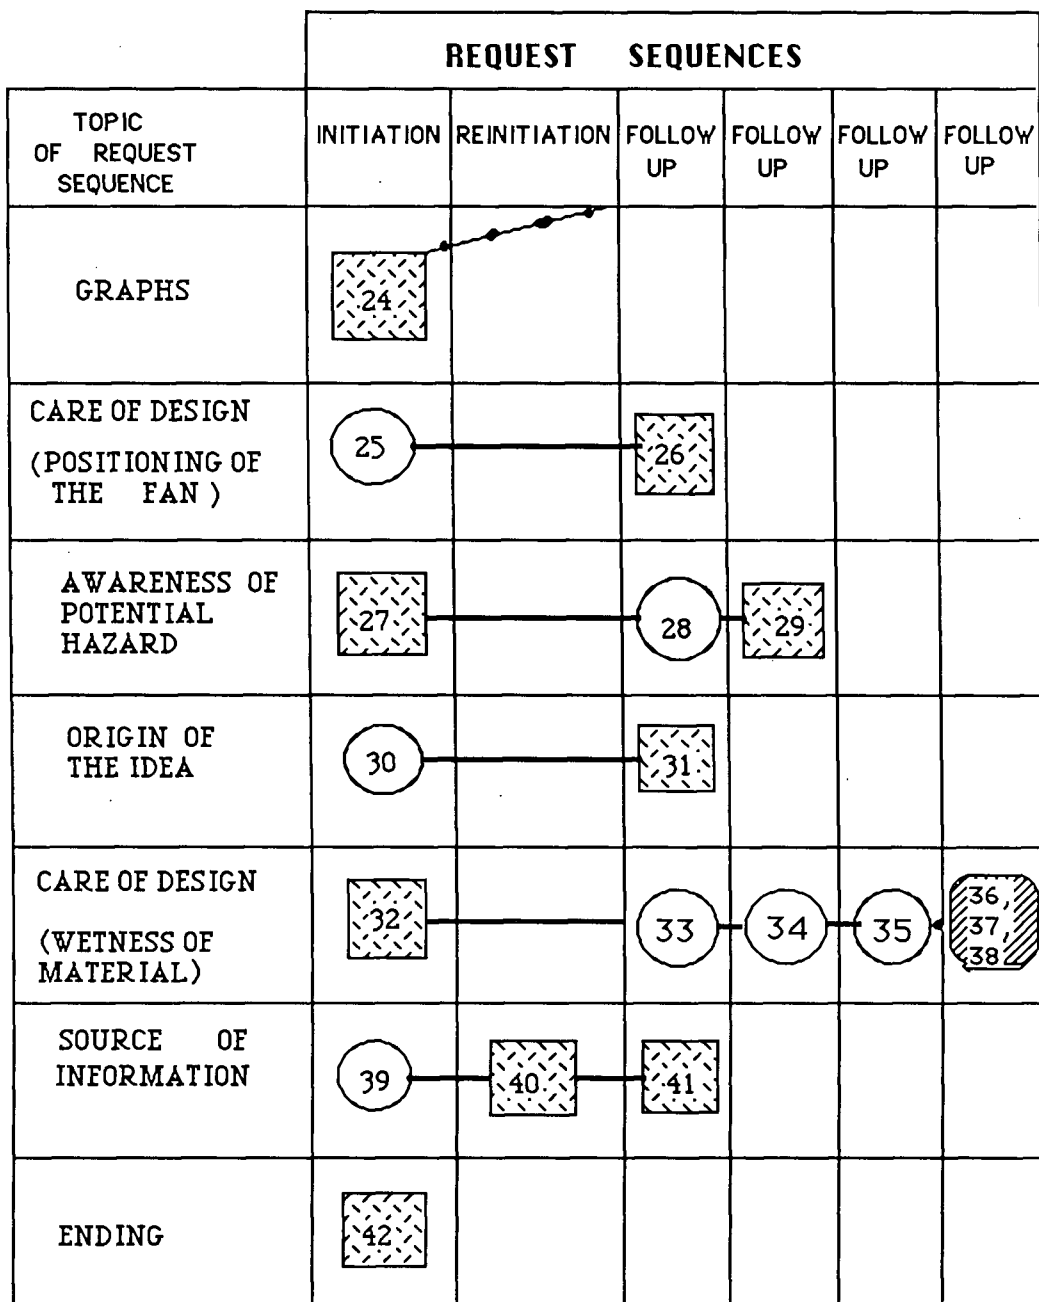 REQUEST SEQUENCES
TOPIC
OF REQUEST
SEQUENCE
INITIATION
REINITIATION
FOLLOW
UP
FOLLOW
UP
FOLLOW
UP
FOLLOW
UP
GRAPHS
24
CARE OF DESIGN
(POSITIONING OF
THE FAN )
25
26
AWARENESS OF
POTENTIAL
HAZARD
27
28
29
ORIGIN OF
THE IDEA
30
31
CARE OF DESIGN
(WETNESS OF
MATERIAL)
32
33
34
35
36,
37,
38
SOURCE OF
INFORMATION
39
40
41
ENDING
42